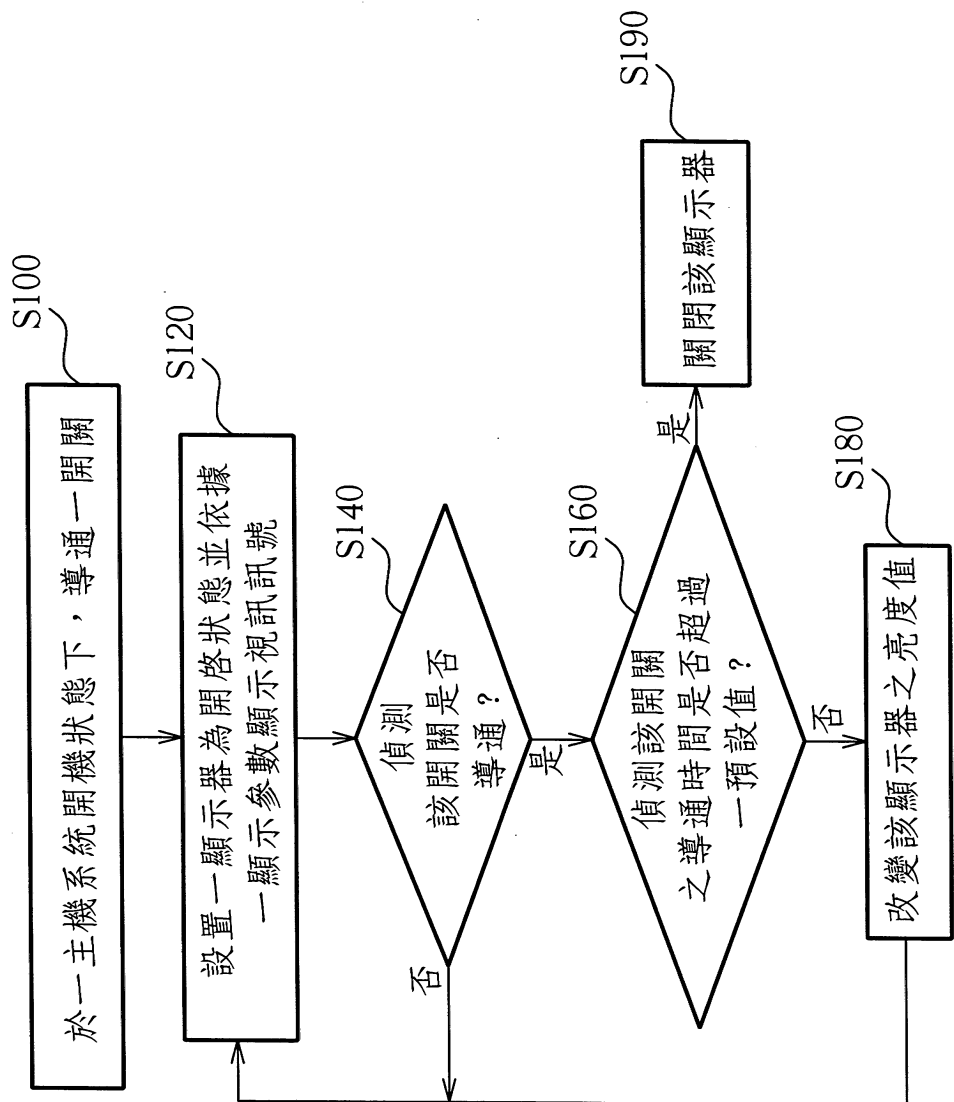 S100
於一主機系統開機狀態下，導通一開關
S120
設置一顯示器為開啓狀態並依據
一顯示參數顯示視訊訊號
S140
偵測
該開關是否
導通？
否
是
S160
偵測該開關
之導通時間是否超過
一預設值？
是
S190
關閉該顯示器
否
S180
改變該顯示器之亮度值